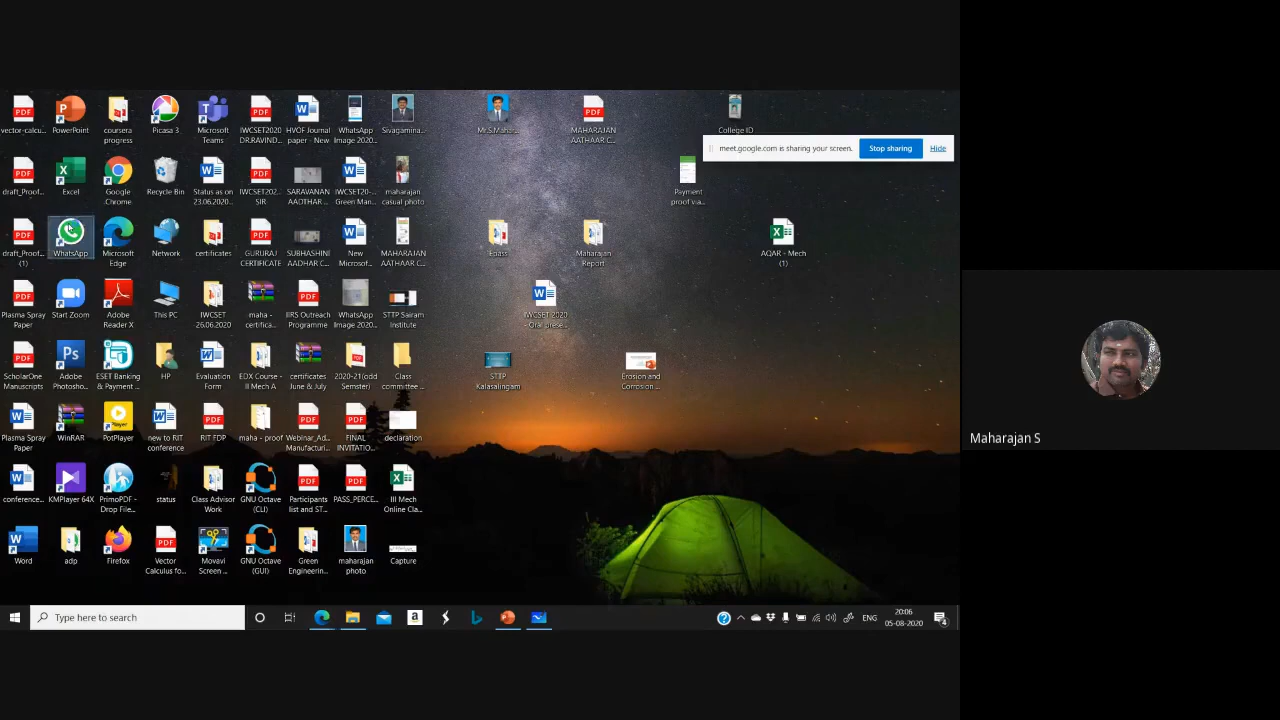 vector-calcu...
PowerPoint
coursera
progress
Picasa 3
Microsoft
Teams
IWCSET2020
DR.RAVIND...
HVOF Journal
paper - New
WhatsApp
Image 2020...
Sivagamina...
Mr.S.Mahar...
MAHARAJAN
AATHAAR C...
College ID
meet.google.com is sharing your screen.
Stop sharing
Hide
draft_Proof...
Excel
Google
Chrome
Recycle Bin
Status as on
23.06.2020...
IWCSET202...
SIR
SARAVANAN
AADTHAR ...
IWCSET20-...
Green Man...
maharajan
casual photo
Payment
proof via...
draft_Proof...
(1)
WhatsApp
Microsoft
Edge
Network
certificates
GURURAJ
CERTIFICATE
SUBHASHINI
AADHAR C...
New
Microsof...
MAHARAJAN
AATHAAR C...
Epass
Maharajan
Report
AQAR - Mech
(1)
Plasma Spray
Paper
Start Zoom
Adobe
Reader X
This PC
IWCSET
26.06.2020
maha -
certifica...
IIRS Outreach
Programme
WhatsApp
Image 2020...
STTP Sairam
Institute
IWCSET 2020
- Oral prese...
ScholarOne
Manuscripts
Adobe
Photosho...
ESET Banking
& Payment ...
HP
Evaluation
Form
EDX Course -
II Mech A
certificates
June & July
2020-21(odd
Semster)
Class
committee ...
STTP
Kalasalingam
Erosion and
Corrosion ...
Maharajan S
Plasma Spray
Paper
WinRAR
PotPlayer
new to RIT
conference
RIT FDP
maha - proof
Webinar_Ad...
Manufacturi...
FINAL
INVITATIO...
declaration
conference...
KMPlayer 64X
PrimoPDF -
Drop File...
status
Class Advisor
Work
GNU Octave
(CLI)
Participants
list and ST...
PASS_PERCE...
III Mech
Online Cla...
Word
adp
Firefox
Vector
Calculus fo...
Movavi
Screen ...
GNU Octave
(GUI)
Green
Engineerin...
maharajan
photo
Capture
Type here to search
ENG
20:06
05-08-2020
4